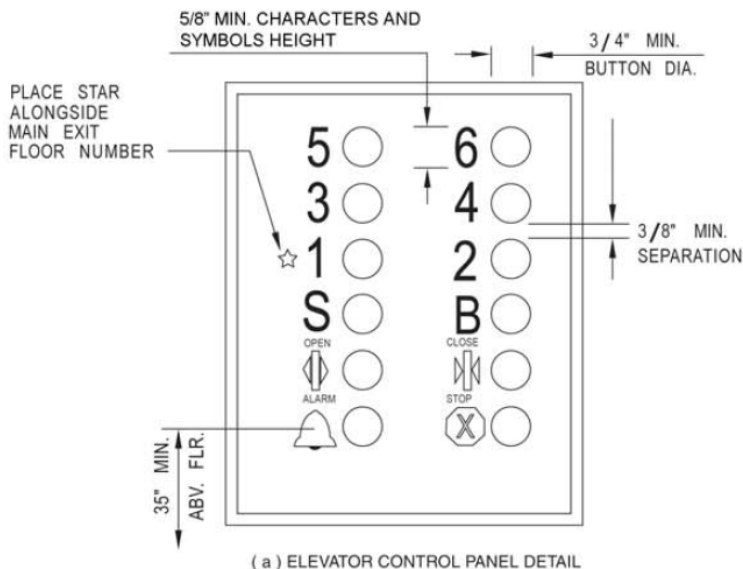 5/8" MIN. CHARACTERS AND
SYMBOLS HEIGHT
3/4" MIN.
BUTTON DIA.
PLACE STAR
ALONGSIDE
MAIN EXIT
FLOOR NUMBER
5 6
3 4
3/8" MIN.
SEPARATION
1 2
S B
OPEN CLOSE
ALARM STOP
X
35" MIN.
ABV. FLR.
( a ) ELEVATOR CONTROL PANEL DETAIL